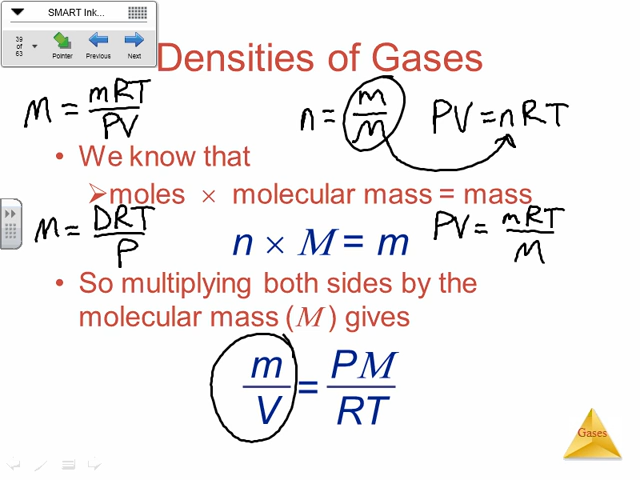 SMART Ink...
39
of
63
Pointer Previous Next
Densities of Gases
M = mRT/PV
n = m/M
PV = nRT
• We know that
➢moles × molecular mass = mass
M = DRT/P
n × M = m
PV = mRT/M
• So multiplying both sides by the
molecular mass (M) gives
m/V = PM/RT
Gases